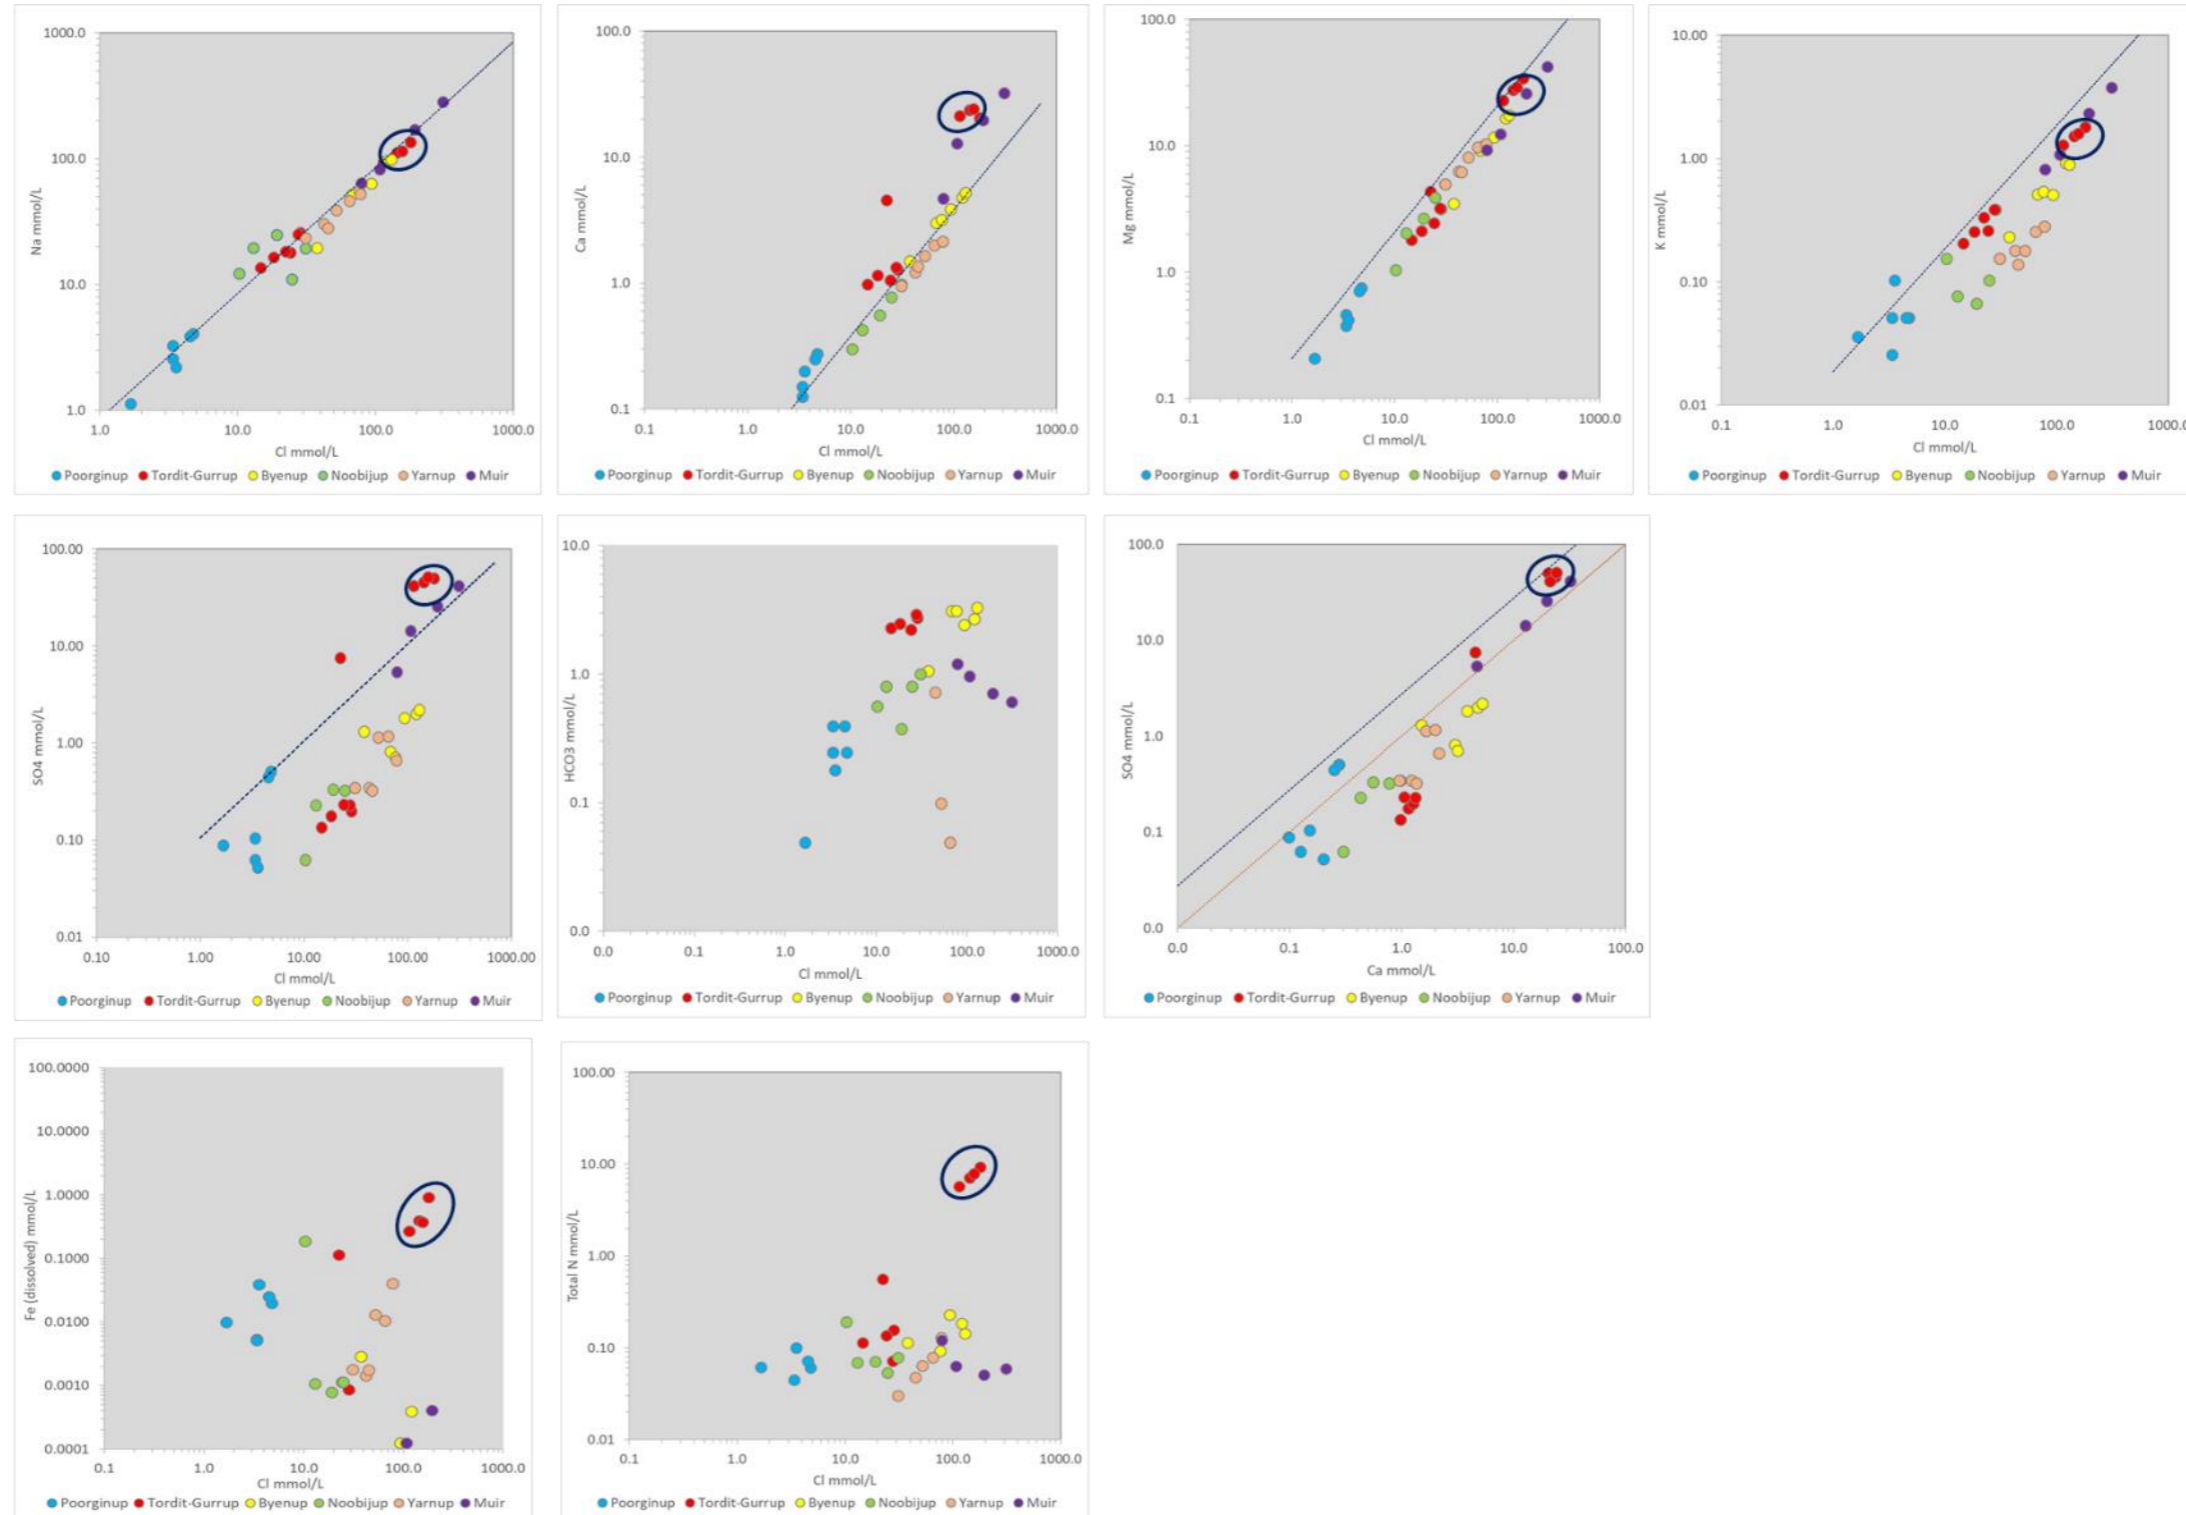 1000.0
100.0
10.0
1.0
Na mmol/L
1.0 10.0 100.0 1000.0
Cl mmol/L
Poorginup Tordit-Gurrup Byenup Noobijup Yarnup Muir
100.0
10.0
1.0
0.1
Ca mmol/L
0.1 1.0 10.0 100.0 1000.0
Cl mmol/L
Poorginup Tordit-Gurrup Byenup Noobijup Yarnup Muir
100.0
10.0
1.0
0.1
Mg mmol/L
0.1 1.0 10.0 100.0 1000.0
Cl mmol/L
Poorginup Tordit-Gurrup Byenup Noobijup Yarnup Muir
10.00
1.00
0.10
0.01
K mmol/L
0.1 1.0 10.0 100.0 1000.0
Cl mmol/L
Poorginup Tordit-Gurrup Byenup Noobijup Yarnup Muir
100.00
10.00
1.00
0.10
0.01
SO4 mmol/L
0.10 1.00 10.00 100.00 1000.00
Cl mmol/L
Poorginup Tordit-Gurrup Byenup Noobijup Yarnup Muir
10.0
1.0
0.1
0.0
HCO3 mmol/L
0.0 0.1 1.0 10.0 100.0 1000.0
Cl mmol/L
Poorginup Tordit-Gurrup Byenup Noobijup Yarnup Muir
100.0
10.0
1.0
0.1
0.0
SO4 mmol/L
0.0 0.1 1.0 10.0 100.0
Ca mmol/L
Poorginup Tordit-Gurrup Byenup Noobijup Yarnup Muir
100.0000
10.0000
1.0000
0.1000
0.0100
0.0010
0.0001
Fe (dissolved) mmol/L
0.1 1.0 10.0 100.0 1000.0
Cl mmol/L
Poorginup Tordit-Gurrup Byenup Noobijup Yarnup Muir
100.00
10.00
1.00
0.10
0.01
Total N mmol/L
0.1 1.0 10.0 100.0 1000.0
Cl mmol/L
Poorginup Tordit-Gurrup Byenup Noobijup Yarnup Muir